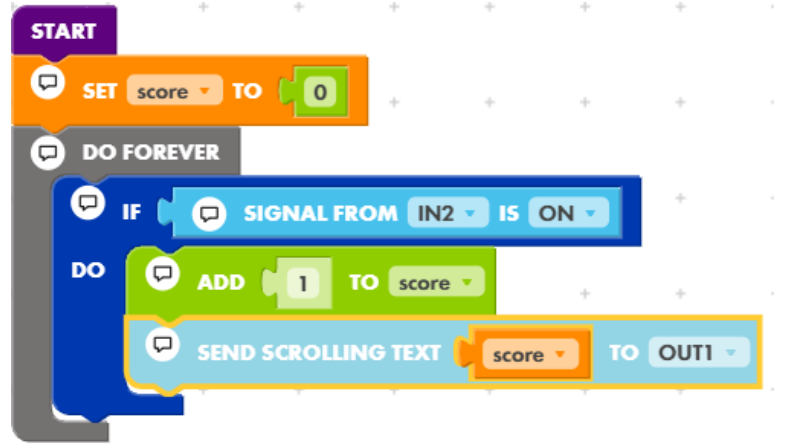 START
SET score TO 0
DO FOREVER
IF SIGNAL FROM IN2 IS ON
DO ADD 1 TO score
SEND SCROLLING TEXT score TO OUT1